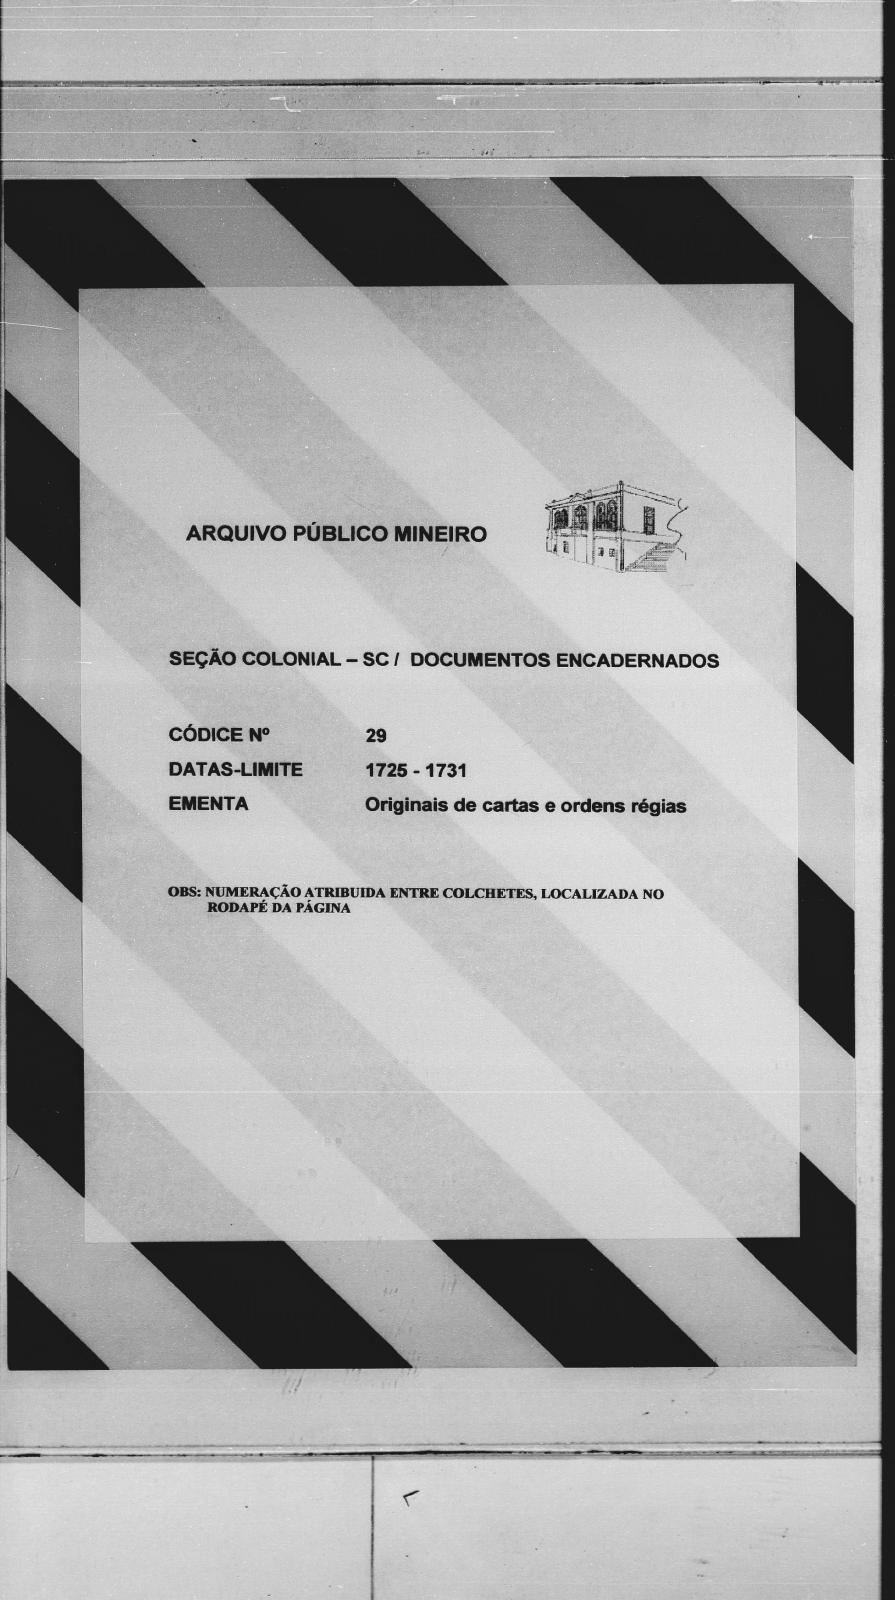 ARQUIVO PÚBLICO MINEIRO
SEÇÃO COLONIAL – SC / DOCUMENTOS ENCADERNADOS
CÓDICE Nº 29
DATAS-LIMITE 1725 - 1731
EMENTA Originais de cartas e ordens régias
OBS: NUMERAÇÃO ATRIBUIDA ENTRE COLCHETES, LOCALIZADA NO
RODAPÉ DA PÁGINA